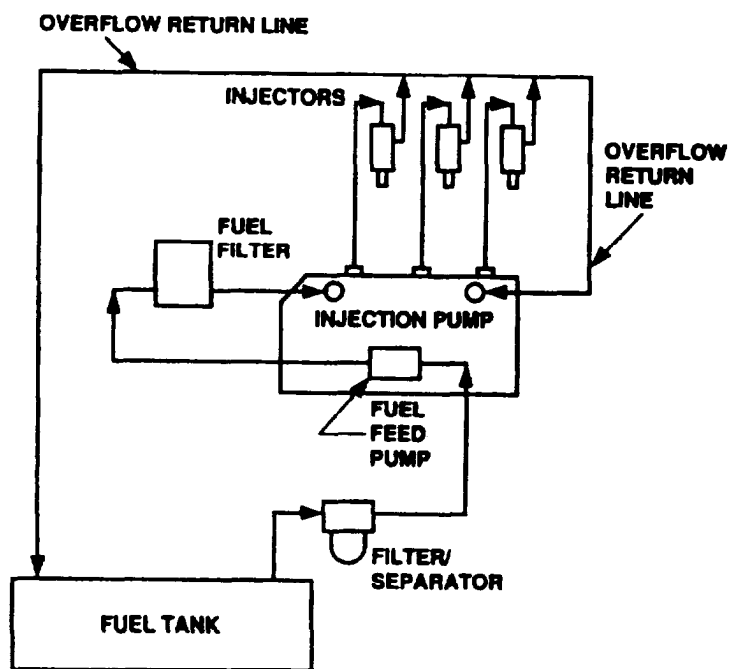 OVERFLOW RETURN LINE
INJECTORS
OVERFLOW
RETURN
LINE
FUEL
FILTER
INJECTION PUMP
FUEL
FEED
PUMP
FILTER/
SEPARATOR
FUEL TANK